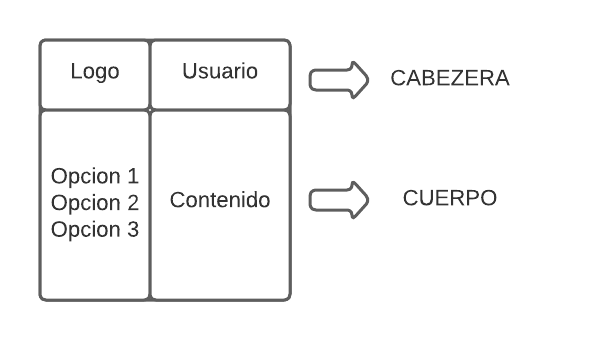 Logo
Usuario
CABEZERA
Opcion 1
Opcion 2
Opcion 3
Contenido
CUERPO